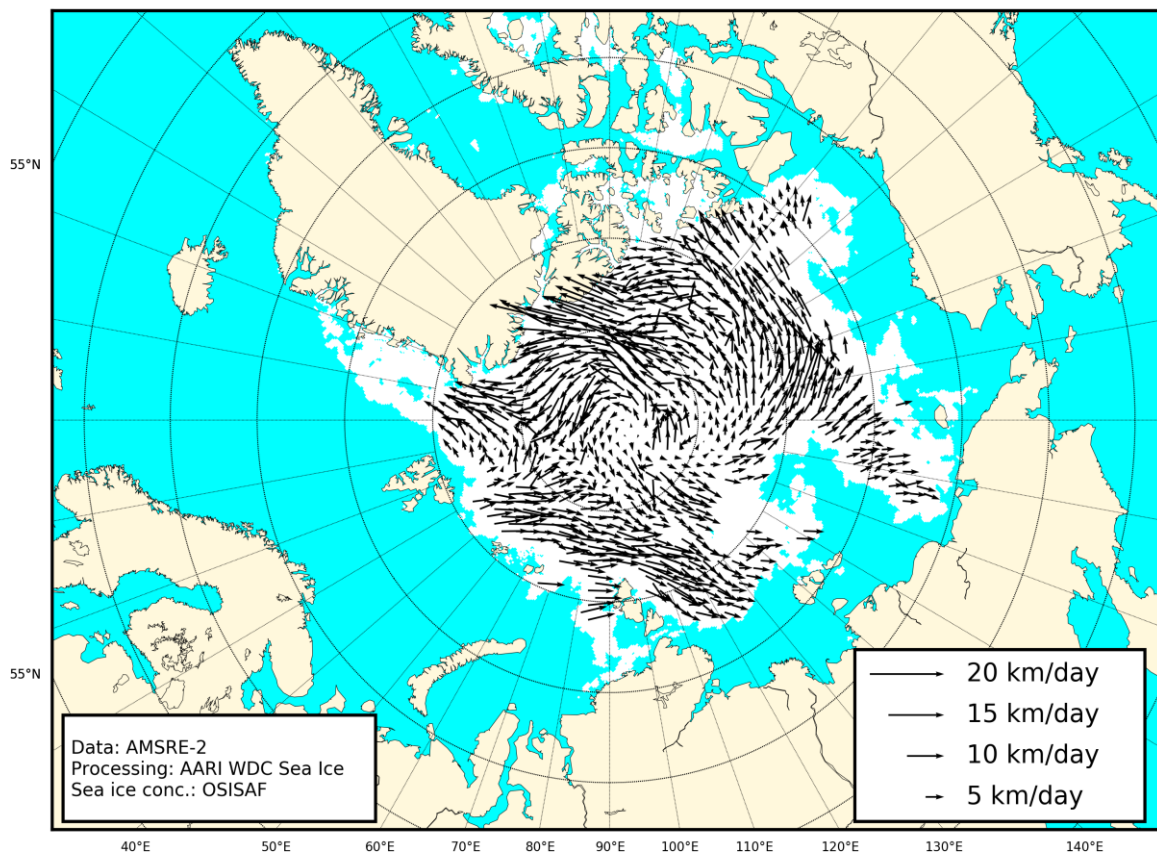 55°N
55°N
20 km/day
15 km/day
10 km/day
5 km/day
Data: AMSRE-2
Processing: AARI WDC Sea Ice
Sea ice conc.: OSISAF
40°E 50°E 60°E 70°E 80°E 90°E 100°E 110°E 120°E 130°E 140°E